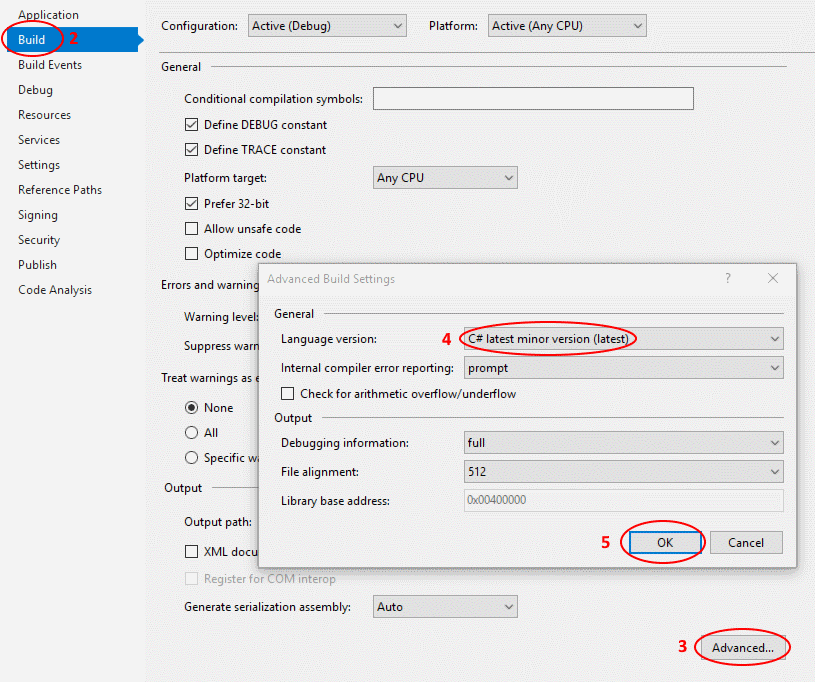 Application
Build 2
Build Events
Debug
Resources
Services
Settings
Reference Paths
Signing
Security
Publish
Code Analysis
Configuration: Active (Debug) Platform: Active (Any CPU)
General
Conditional compilation symbols:
Define DEBUG constant
Define TRACE constant
Platform target: Any CPU
Prefer 32-bit
Allow unsafe code
Optimize code
Errors and warning
Warning level:
Suppress warn
Treat warnings as e
None
All
Specific wa
Output
Output path:
XML docu
Register for COM interop
Generate serialization assembly: Auto
3 Advanced...
Advanced Build Settings ?
General
Language version: 4 C# latest minor version (latest)
Internal compiler error reporting: prompt
Check for arithmetic overflow/underflow
Output
Debugging information: full
File alignment: 512
Library base address: 0x00400000
5 OK Cancel